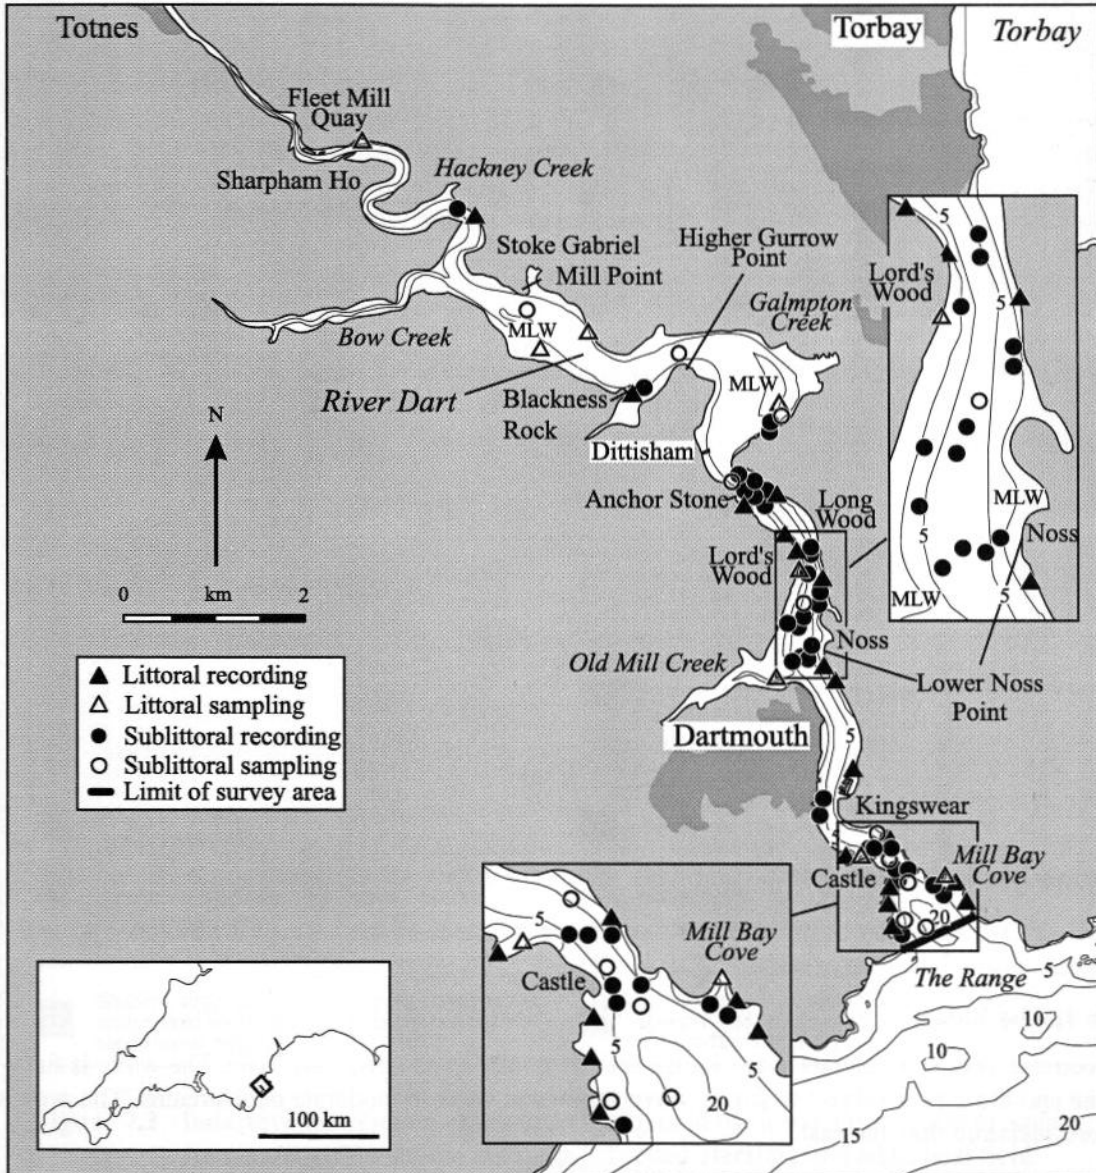 Totnes
Torbay
Torbay
Fleet Mill
Quay
Sharpham Ho
Hackney Creek
Stoke Gabriel
Mill Point
Higher Gurrow
Point
Galmpton
Creek
Bow Creek
MLW
MLW
River Dart
Blackness
Rock
Dittisham
Anchor Stone
Long
Wood
Lord's
Wood
Noss
Old Mill Creek
Lower Noss
Point
Dartmouth
5
Kingswear
Castle
Mill Bay
Cove
20
The Range
5
10
10
15
20
N
0
km
2
Littoral recording
Littoral sampling
Sublittoral recording
Sublittoral sampling
Limit of survey area
5
Lord's
Wood
5
MLW
5
Noss
MLW
5
5
5
Mill Bay
Cove
Castle
5
5
20
100 km